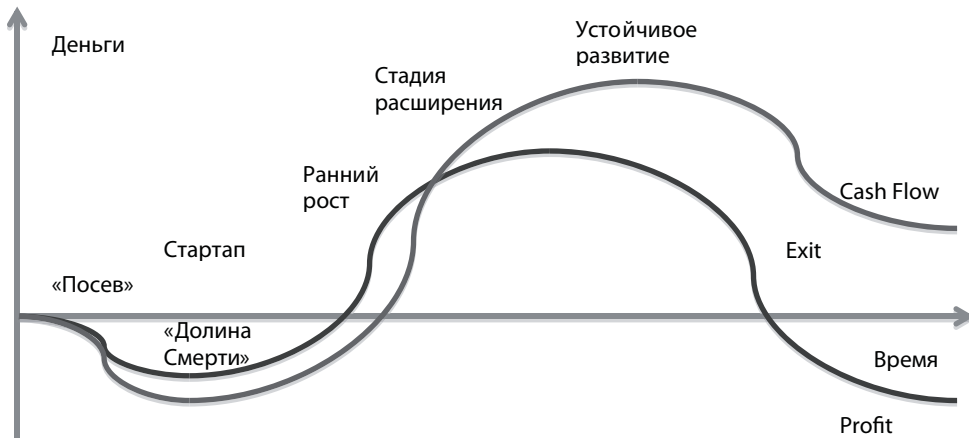 Деньги
Устойчивое
развитие
Стадия
расширения
Ранний
рост
Cash Flow
Стартап
Exit
«Посев»
«Долина
Смерти»
Время
Profit